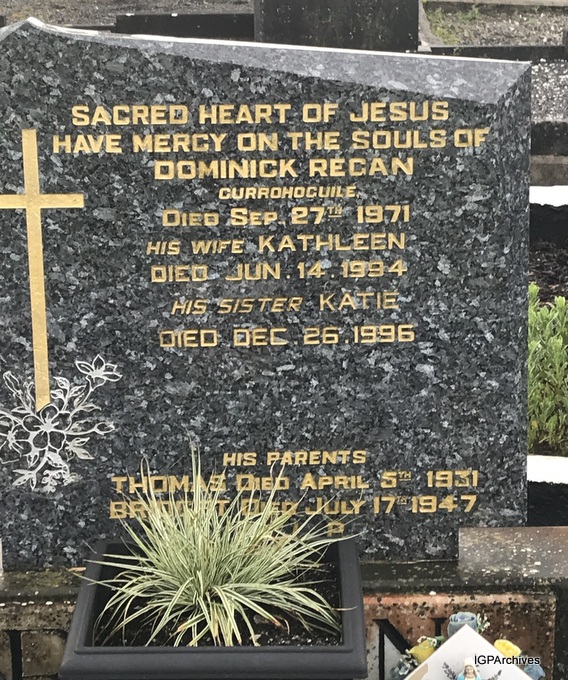 SACRED HEART OF JESUS
HAVE MERCY ON THE SOULS OF
DOMINICK REGAN
CURROHOGUILE
DIED SEP. 27TH 1971
HIS WIFE KATHLEEN
DIED JUN. 14. 1994
HIS SISTER KATIE
DIED DEC 26. 1996
HIS PARENTS
THOMAS DIED APRIL 5TH 1931
DIED JULY 17TH 1947
P
IGPArchives